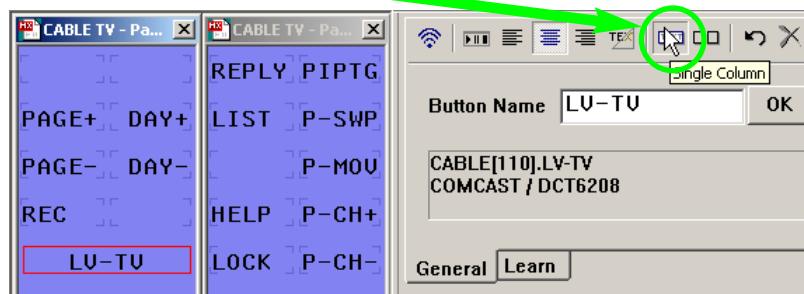 CABLE TV - Pa...
PAGE+ DAY+
PAGE- DAY-
REC
LV-TV
CABLE TV - Pa...
REPLY PIPTG
LIST P-SWP
P-MOV
HELP P-CH+
LOCK P-CH-
TEX
Single Column
Button Name LV-TV OK
CABLE[110].LV-TV
COMCAST / DCT6208
General Learn